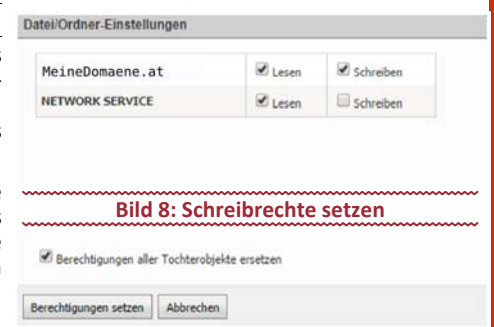 Datei/Ordner-Einstellungen
MeineDomaene.at Lesen Schreiben
NETWORK SERVICE Lesen Schreiben
Bild 8: Schreibrechte setzen
Berechtigungen aller Tochterobjekte ersetzen
Berechtigungen setzen Abbrechen